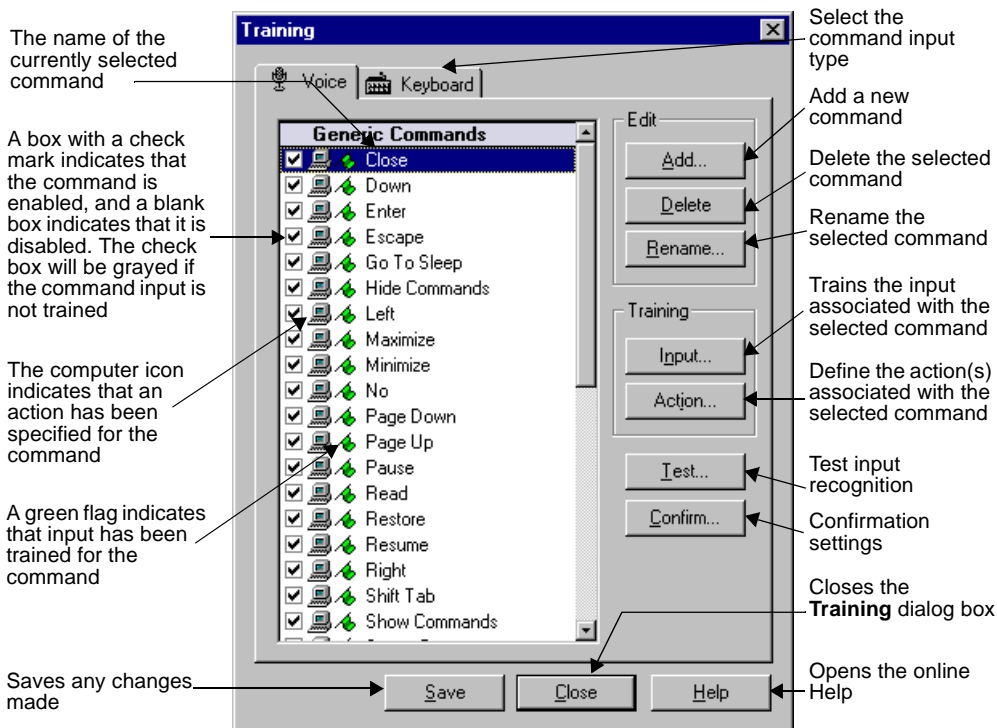 The name of the
currently selected
command
A box with a check
mark indicates that
the command is
enabled, and a blank
box indicates that it is
disabled. The check
box will be grayed if
the command input is
not trained
The computer icon
indicates that an
action has been
specified for the
command
A green flag indicates
that input has been
trained for the
command
Saves any changes
made
Training
Voice
Keyboard
Generic Commands
Close
Down
Enter
Escape
Go To Sleep
Hide Commands
Left
Maximize
Minimize
No
Page Down
Page Up
Pause
Read
Restore
Resume
Right
Shift Tab
Show Commands
Edit
Add...
Delete
Rename...
Training
Input...
Action...
Test...
Confirm...
Save
Close
Help
Select the
command input
type
Add a new
command
Delete the selected
command
Rename the
selected command
Trains the input
associated with the
selected command
Define the action(s)
associated with the
selected command
Test input
recognition
Confirmation
settings
Closes the
Training dialog box
Opens the online
Help